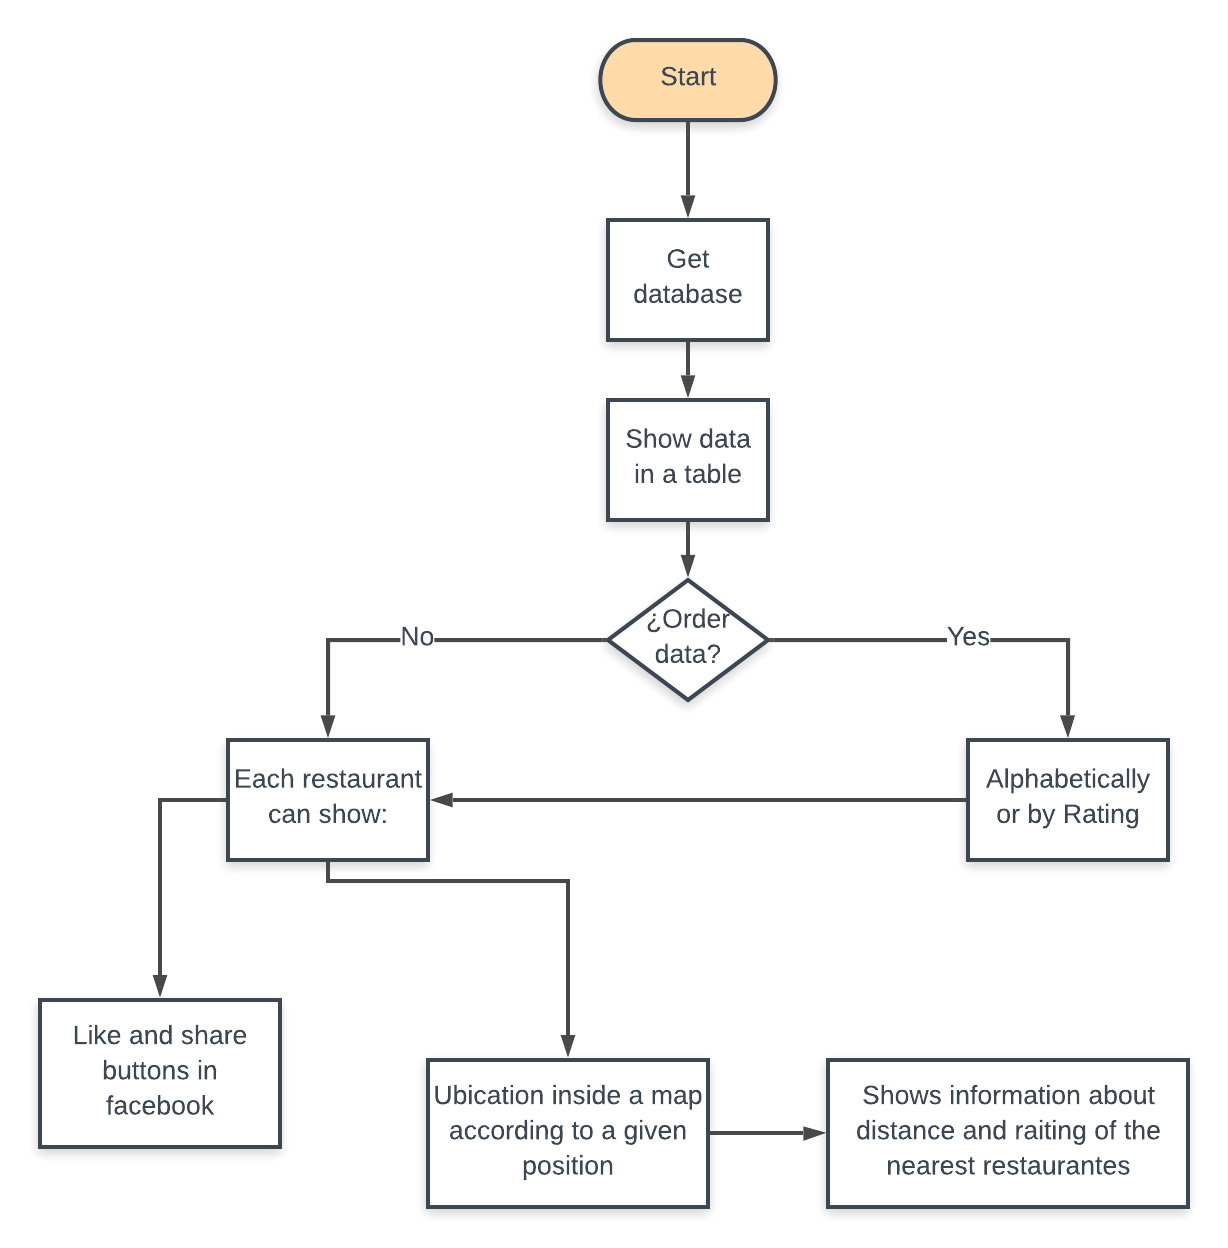 Start
Get
database
Show data
in a table
¿Order
data?
No
Yes
Each restaurant
can show:
Alphabetically
or by Rating
Like and share
buttons in
facebook
Ubication inside a map
according to a given
position
Shows information about
distance and raiting of the
nearest restaurantes